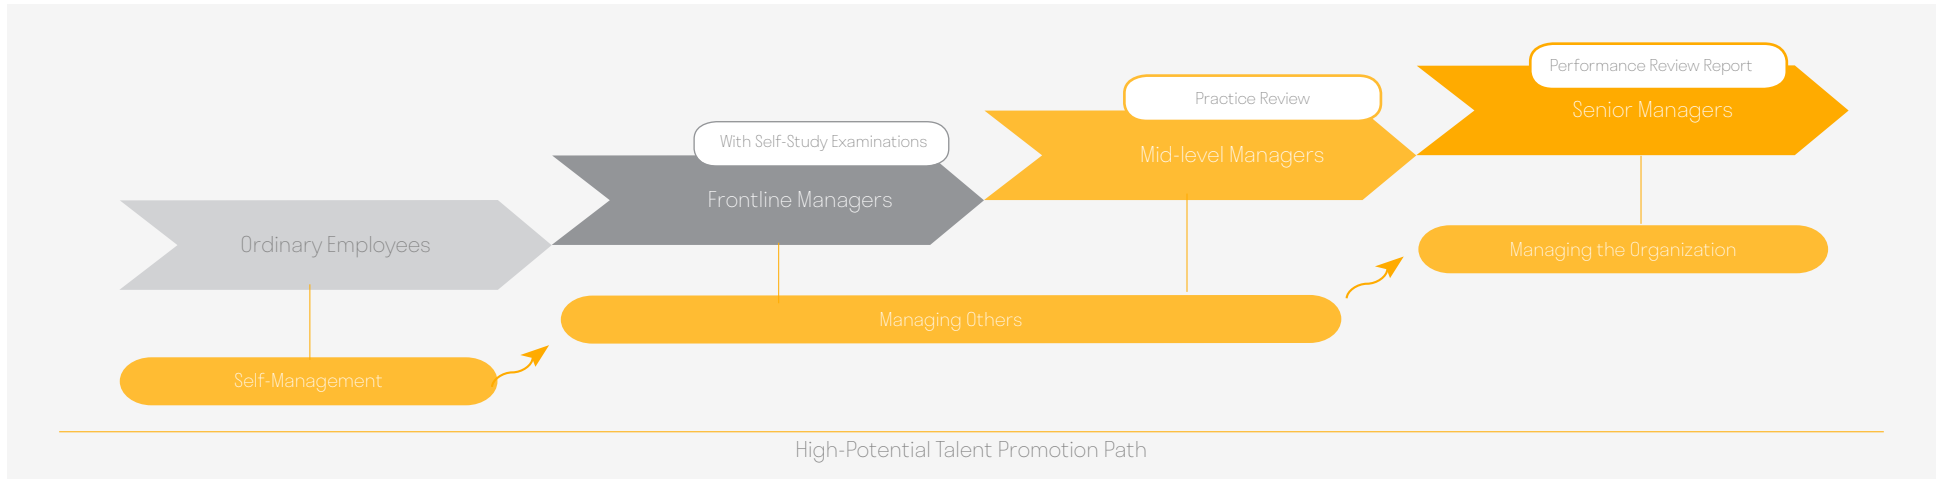 Performance Review Report
Senior Managers
Practice Review
Mid-level Managers
With Self-Study Examinations
Frontline Managers
Ordinary Employees
Managing the Organization
Managing Others
Self-Management
High-Potential Talent Promotion Path